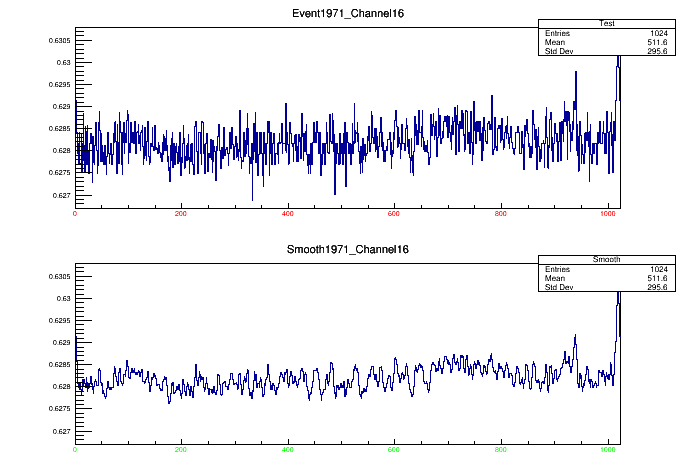 Event1971_Channel16
Test
Entries 1024
Mean 511.6
Std Dev 295.6
0.6305
0.63
0.6295
0.629
0.6285
0.628
0.6275
0.627
0 200 400 600 800 1000
Smooth1971_Channel16
Smooth
Entries 1024
Mean 511.6
Std Dev 295.6
0.6305
0.63
0.6295
0.629
0.6285
0.628
0.6275
0.627
0 200 400 600 800 1000